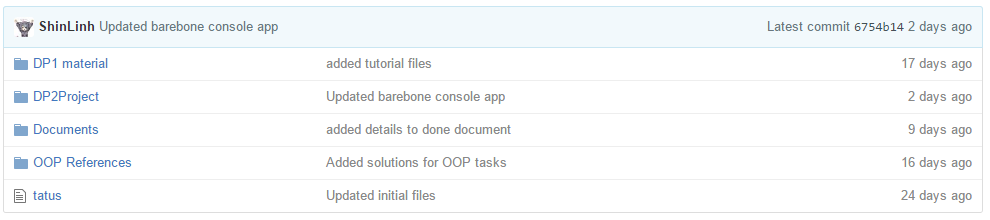 ShinLinh Updated barebone console app Latest commit 6754b14 2 days ago
DP1 material added tutorial files 17 days ago
DP2Project Updated barebone console app 2 days ago
Documents added details to done document 9 days ago
OOP References Added solutions for OOP tasks 16 days ago
tatus Updated initial files 24 days ago